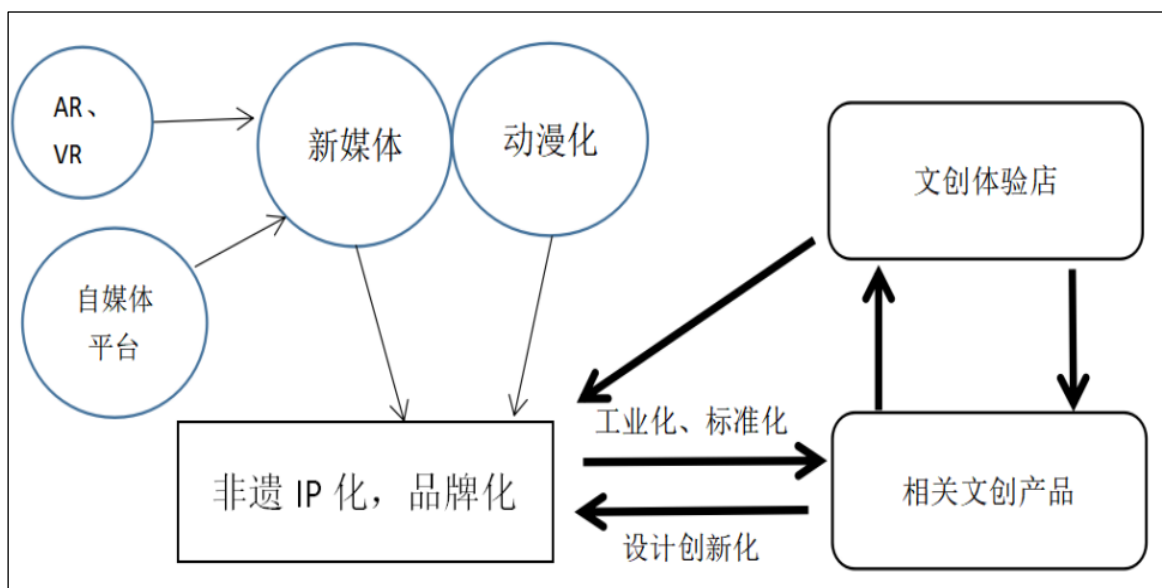 AR、
VR
新媒体
动漫化
文创体验店
自媒体
平台
工业化、标准化
非遗 IP 化，品牌化
相关文创产品
设计创新化